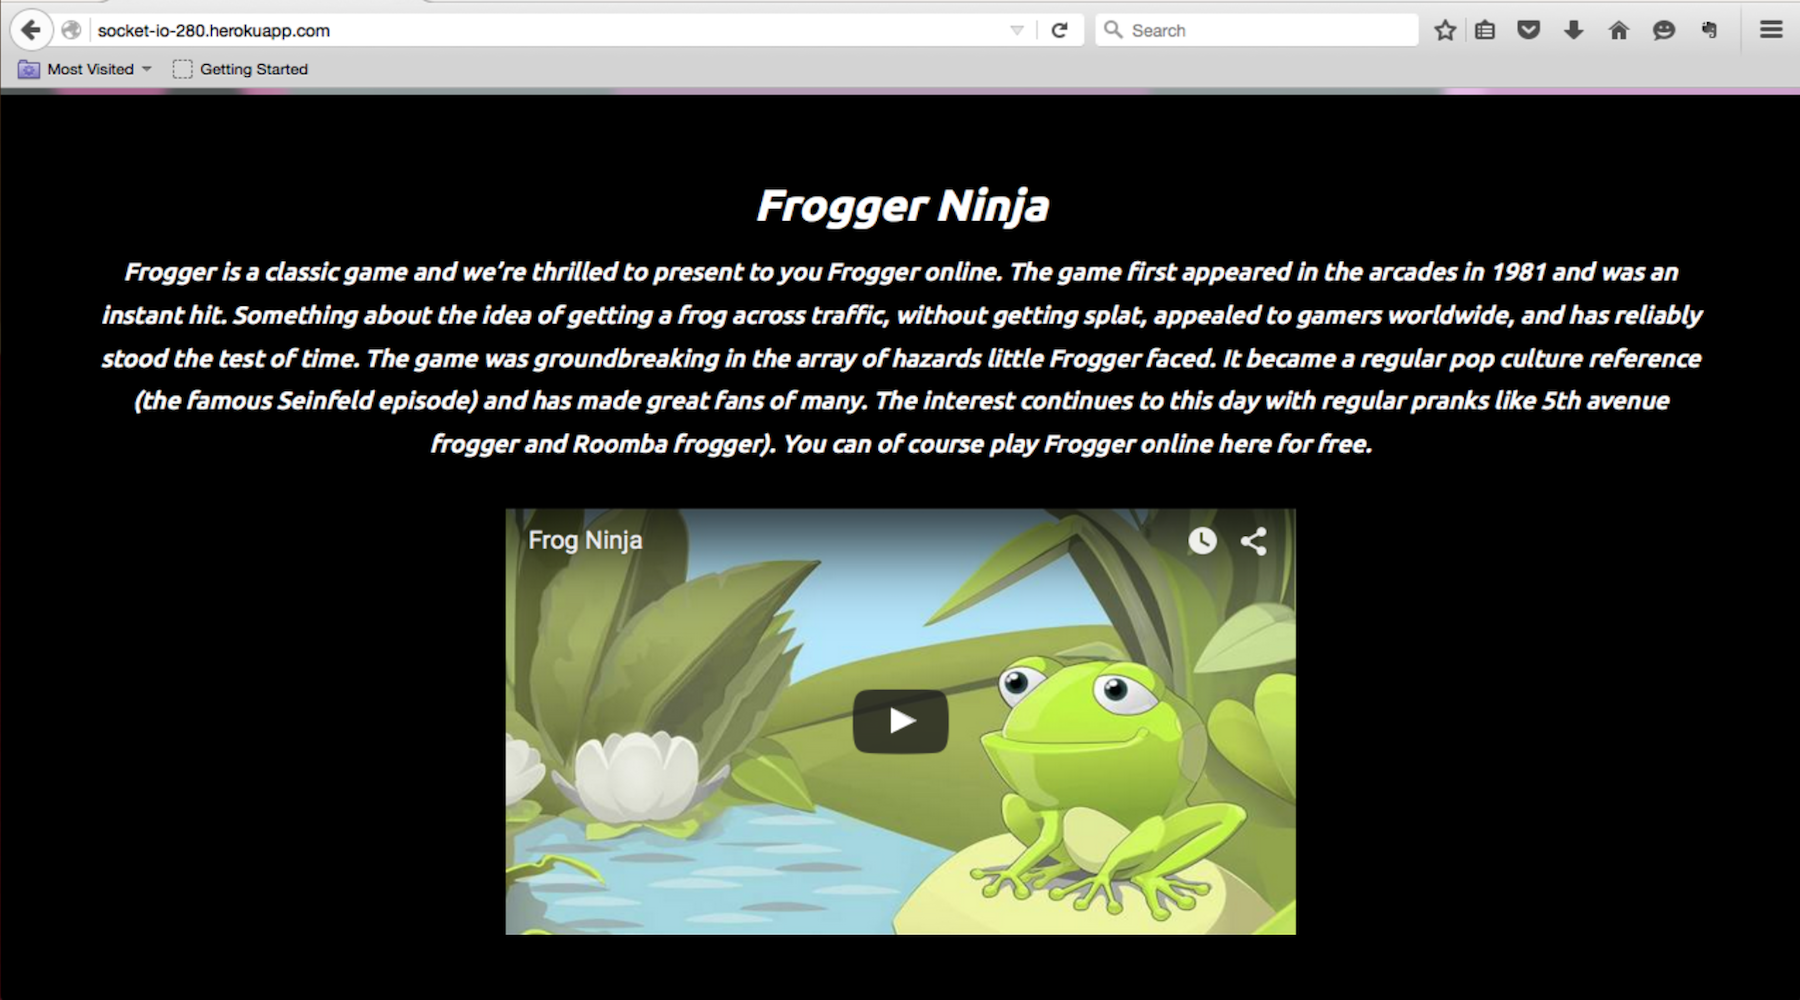 socket-io-280.herokuapp.com
Search
Most Visited
Getting Started
Frogger Ninja
Frogger is a classic game and we’re thrilled to present to you Frogger online. The game first appeared in the arcades in 1981 and was an
instant hit. Something about the idea of getting a frog across traffic, without getting splat, appealed to gamers worldwide, and has reliably
stood the test of time. The game was groundbreaking in the array of hazards little Frogger faced. It became a regular pop culture reference
(the famous Seinfeld episode) and has made great fans of many. The interest continues to this day with regular pranks like 5th avenue
frogger and Roomba frogger). You can of course play Frogger online here for free.
Frog Ninja